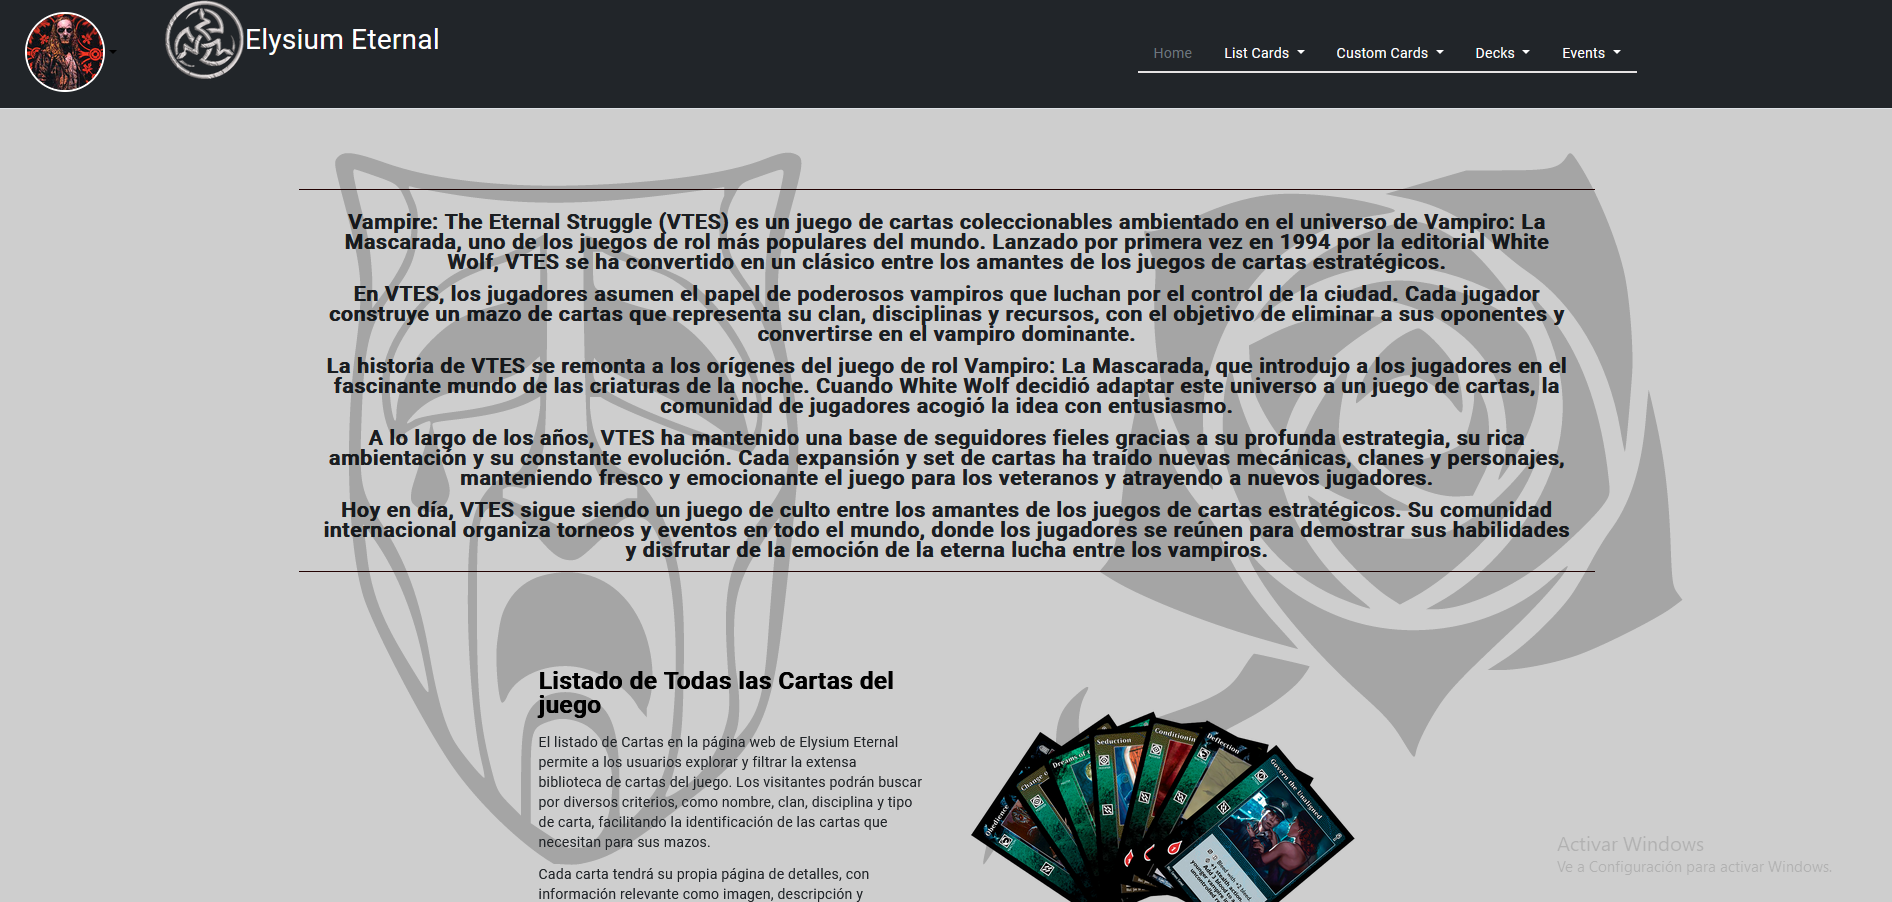 Elysium Eternal
Home List Cards Custom Cards Decks Events
Vampire: The Eternal Struggle (VTES) es un juego de cartas coleccionables ambientado en el universo de Vampiro: La
Mascarada, uno de los juegos de rol más populares del mundo. Lanzado por primera vez en 1994 por la editorial White
Wolf, VTES se ha convertido en un clásico entre los amantes de los juegos de cartas estratégicos.
En VTES, los jugadores asumen el papel de poderosos vampiros que luchan por el control de la ciudad. Cada jugador
construye un mazo de cartas que representa su clan, disciplinas y recursos, con el objetivo de eliminar a sus oponentes y
convertirse en el vampiro dominante.
La historia de VTES se remonta a los orígenes del juego de rol Vampiro: La Mascarada, que introdujo a los jugadores en el
fascinante mundo de las criaturas de la noche. Cuando White Wolf decidió adaptar este universo a un juego de cartas, la
comunidad de jugadores acogió la idea con entusiasmo.
A lo largo de los años, VTES ha mantenido una base de seguidores fieles gracias a su profunda estrategia, su rica
ambientación y su constante evolución. Cada expansión y set de cartas ha traído nuevas mecánicas, clanes y personajes,
manteniendo fresco y emocionante el juego para los veteranos y atrayendo a nuevos jugadores.
Hoy en día, VTES sigue siendo un juego de culto entre los amantes de los juegos de cartas estratégicos. Su comunidad
internacional organiza torneos y eventos en todo el mundo, donde los jugadores se reúnen para demostrar sus habilidades
y disfrutar de la emoción de la eterna lucha entre los vampiros.
Listado de Todas las Cartas del
juego
El listado de Cartas en la página web de Elysium Eternal
permite a los usuarios explorar y filtrar la extensa
biblioteca de cartas del juego. Los visitantes podrán buscar
por diversos criterios, como nombre, clan, disciplina y tipo
de carta, facilitando la identificación de las cartas que
necesitan para sus mazos.
Cada carta tendrá su propia página de detalles, con
información relevante como imagen, descripción y
Obedience
Change o
Dreams of
Seduction
Conditionin
Deflection
Govern the Unaligned
Activar Windows
Ve a Configuración para activar Windows.